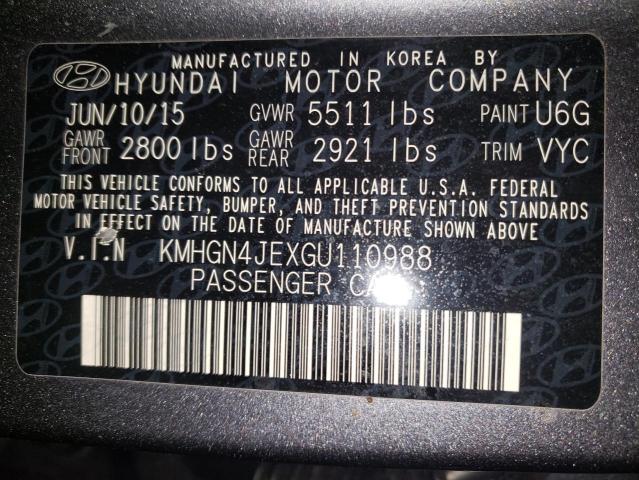 MANUFACTURED IN KOREA BY
HYUNDAI MOTOR COMPANY
JUN/10/15 GVWR 5511 lbs PAINT U6G
GAWR FRONT 2800 lbs GAWR REAR 2921 lbs TRIM VYC
THIS VEHICLE CONFORMS TO ALL APPLICABLE U.S.A. FEDERAL
MOTOR VEHICLE SAFETY, BUMPER, AND THEFT PREVENTION STANDARDS
IN EFFECT ON THE DATE OF MANUFACTURE SHOWN ABOVE
V.I.N KMHGN4JEXGU110988
PASSENGER CAR